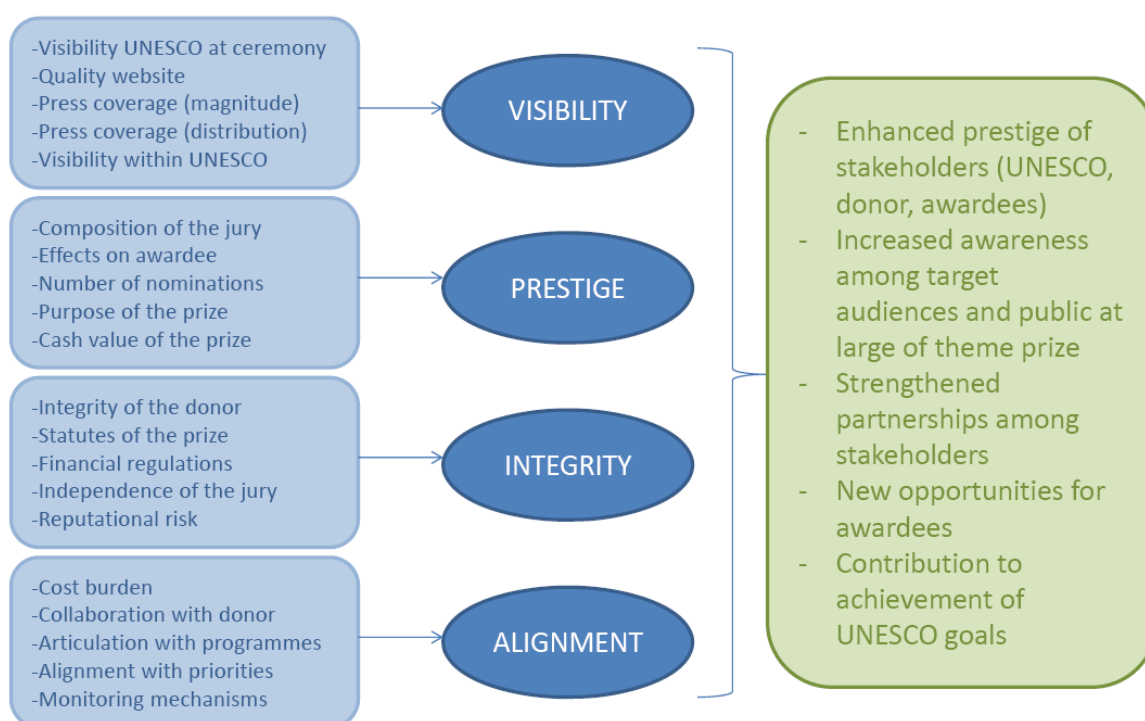 -Visibility UNESCO at ceremony
-Quality website
-Press coverage (magnitude)
-Press coverage (distribution)
-Visibility within UNESCO
VISIBILITY
-Composition of the jury
-Effects on awardee
-Number of nominations
-Purpose of the prize
-Cash value of the prize
PRESTIGE
-Integrity of the donor
-Statutes of the prize
-Financial regulations
-Independence of the jury
-Reputational risk
INTEGRITY
-Cost burden
-Collaboration with donor
-Articulation with programmes
-Alignment with priorities
-Monitoring mechanisms
ALIGNMENT
- Enhanced prestige of
stakeholders (UNESCO,
donor, awardees)
- Increased awareness
among target
audiences and public at
large of theme prize
- Strengthened
partnerships among
stakeholders
- New opportunities for
awardees
- Contribution to
achievement of
UNESCO goals